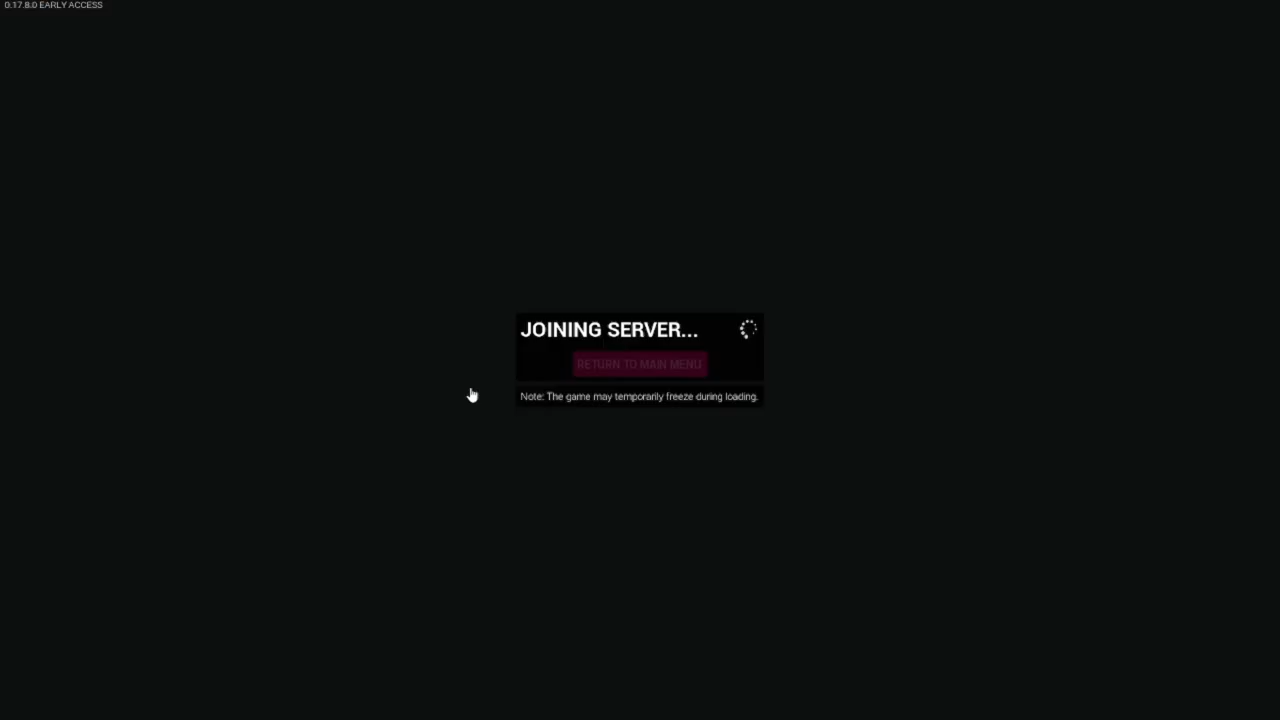 0.17.8.0 EARLY ACCESS
JOINING SERVER...
RETURN TO MAIN MENU
Note: The game may temporarily freeze during loading.